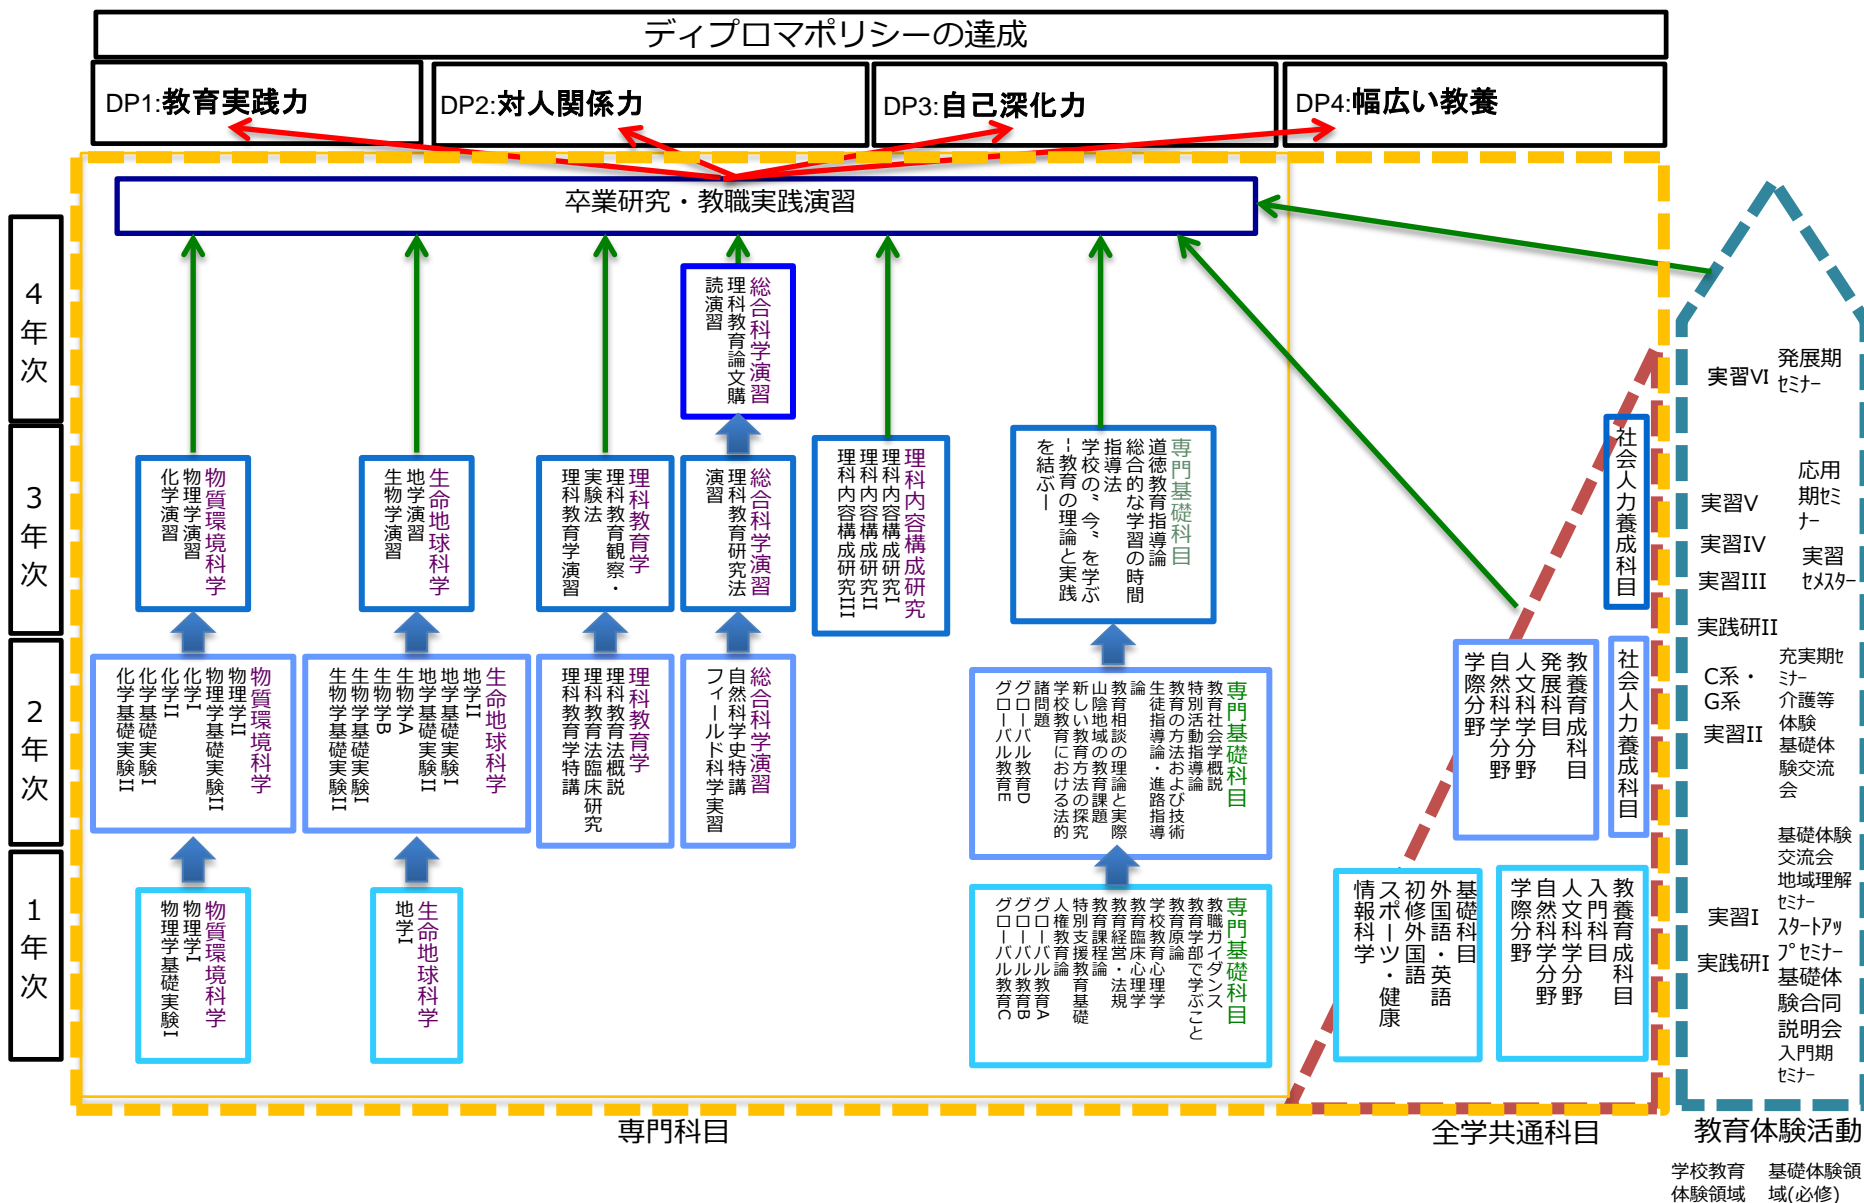 ディプロマポリシーの達成
DP1:教育実践力
DP2:対人関係力
DP3:自己深化力
DP4:幅広い教養
卒業研究・教職実践演習
4年次
総合科学演習
理科教育論文購
読演習
3年次
物質環境科学
物理学演習
化学演習
生命地球科学
地学演習
生物学演習
理科教育学
理科教育観察・
実験法
理科教育学演習
総合科学演習
理科教育研究法
演習
理科内容構成研究
理科内容構成研究I
理科内容構成研究II
理科内容構成研究III
専門基礎科目
道徳教育指導論
総合的な学習の時間
指導法
学校の〝今〟を学ぶ
ー教育の理論と実践
を結ぶー
社会人力養成科目
2年次
物質環境科学
物理学II
物理学基礎実験II
化学I
化学II
化学基礎実験I
化学基礎実験II
生命地球科学
地学II
地学基礎実験I
地学基礎実験II
生物学A
生物学B
生物学基礎実験I
生物学基礎実験II
理科教育学
理科教育法概説
理科教育法臨床研究
理科教育学特講
総合科学演習
自然科学史特講
フィールド科学実習
専門基礎科目
教育社会学概説
特別活動指導論
教育の方法および技術
生徒指導論・進路指導
論
教育相談の理論と実際
山陰地域の教育課題
新しい教育方法の探究
学校教育における法的
諸問題
グローバル教育D
グローバル教育E
教養育成科目
発展科目
人文科学分野
自然科学分野
学際分野
社会人力養成科目
1年次
物質環境科学
物理学I
物理学基礎実験I
生命地球科学
地学I
専門基礎科目
教職ガイダンス
教育学部で学ぶこと
教育原論
学校教育心理学
教育臨床心理学
教育経営・法規
教育課程論
特別支援教育基礎
人権教育論
グローバル教育A
グローバル教育B
グローバル教育C
基礎科目
外国語・英語
初修外国語
スポーツ・健康
情報科学
教養育成科目
入門科目
人文科学分野
自然科学分野
学際分野
実習VI
発展期
セミナー
実習V
応用
期セミ
ナー
実習IV
実習III
実習
セメスター
実践研II
C系・
G系
実習II
充実期セ
ミナー
介護等
体験
基礎体
験交流
会
実習I
実践研I
基礎体験
交流会
地域理解
セミナー
スタートアッ
プセミナー
基礎体
験合同
説明会
入門期
セミナー
専門科目
全学共通科目
教育体験活動
学校教育
体験領域
基礎体験領
域(必修)